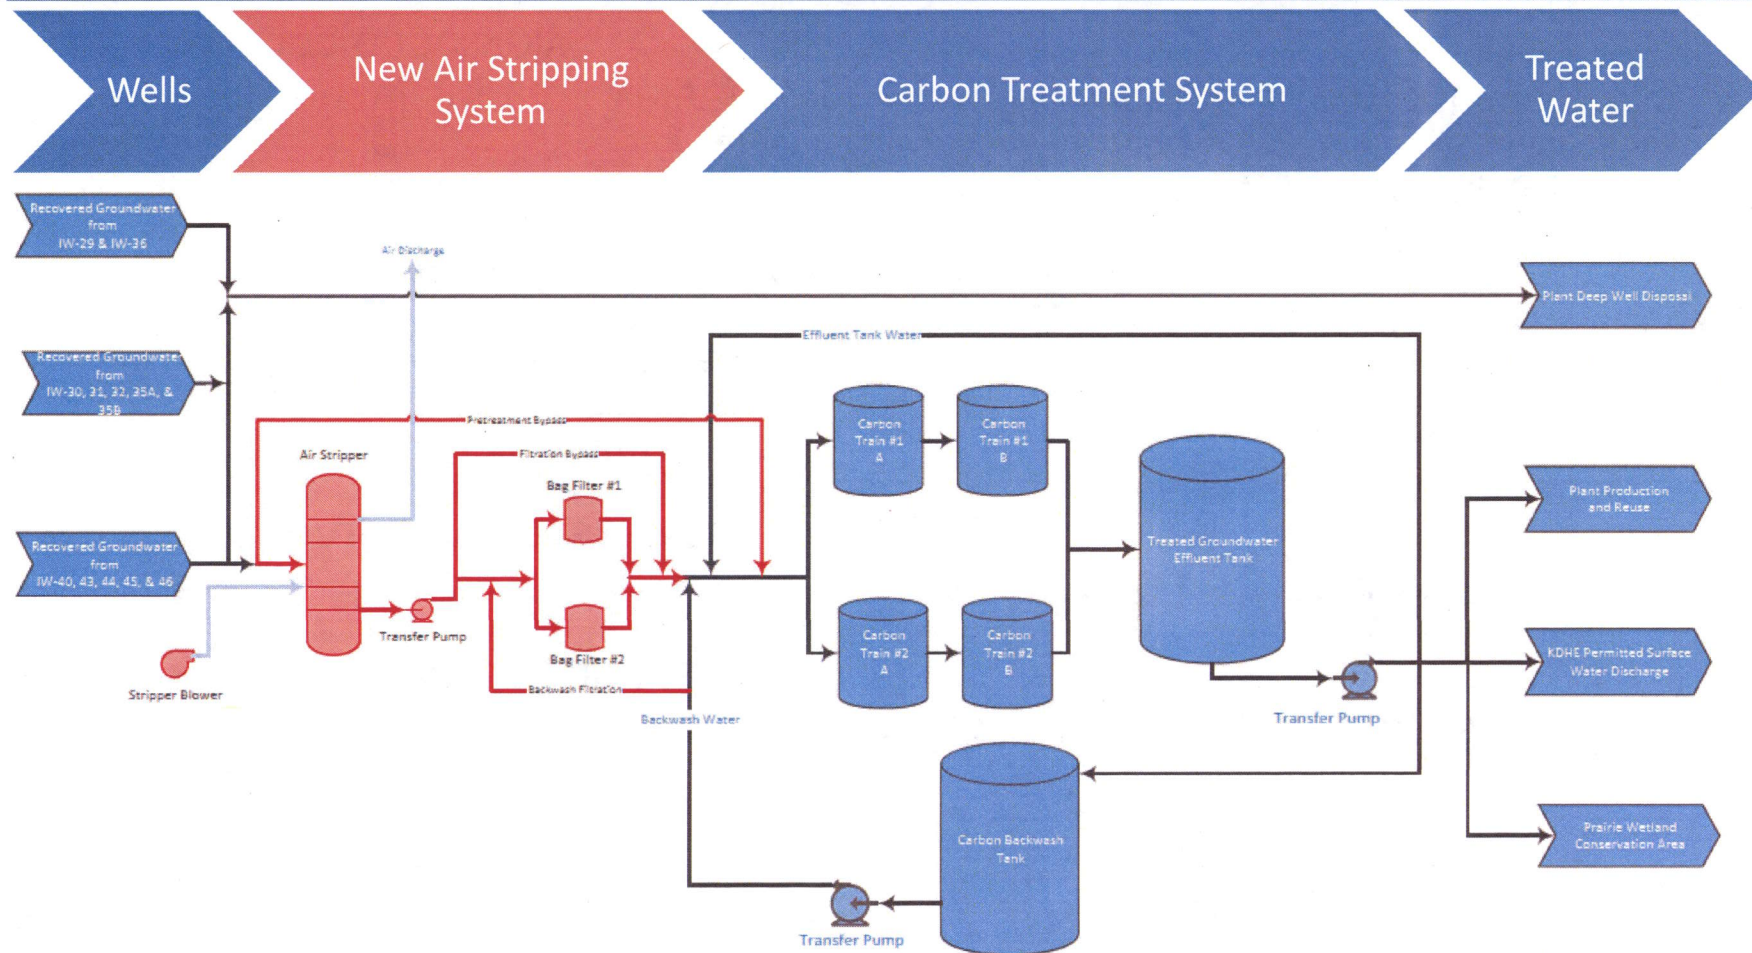 Wells
New Air Stripping
System
Carbon Treatment System
Treated
Water
Recovered Groundwater
from
IW-29 & IW-36
Air Discharge
Plant Deep Well Disposal
Effluent Tank Water
Recovered Groundwater
from
IW-30, 31, 32, 35A, &
35B
Pretreatment Bypass
Carbon
Train #1
A
Carbon
Train #1
B
Air Stripper
Filtration Bypass
Bag Filter #1
Plant Production
and Reuse
Recovered Groundwater
from
IW-40, 43, 44, 45, & 46
Treated Groundwater
Effluent Tank
Transfer Pump
Carbon
Train #2
A
Carbon
Train #2
B
Bag Filter #2
KDHE Permitted Surface
Water Discharge
Stripper Blower
Backwash Filtration
Backwash Water
Transfer Pump
Carbon Backwash
Tank
Prairie Wetland
Conservation Area
Transfer Pump